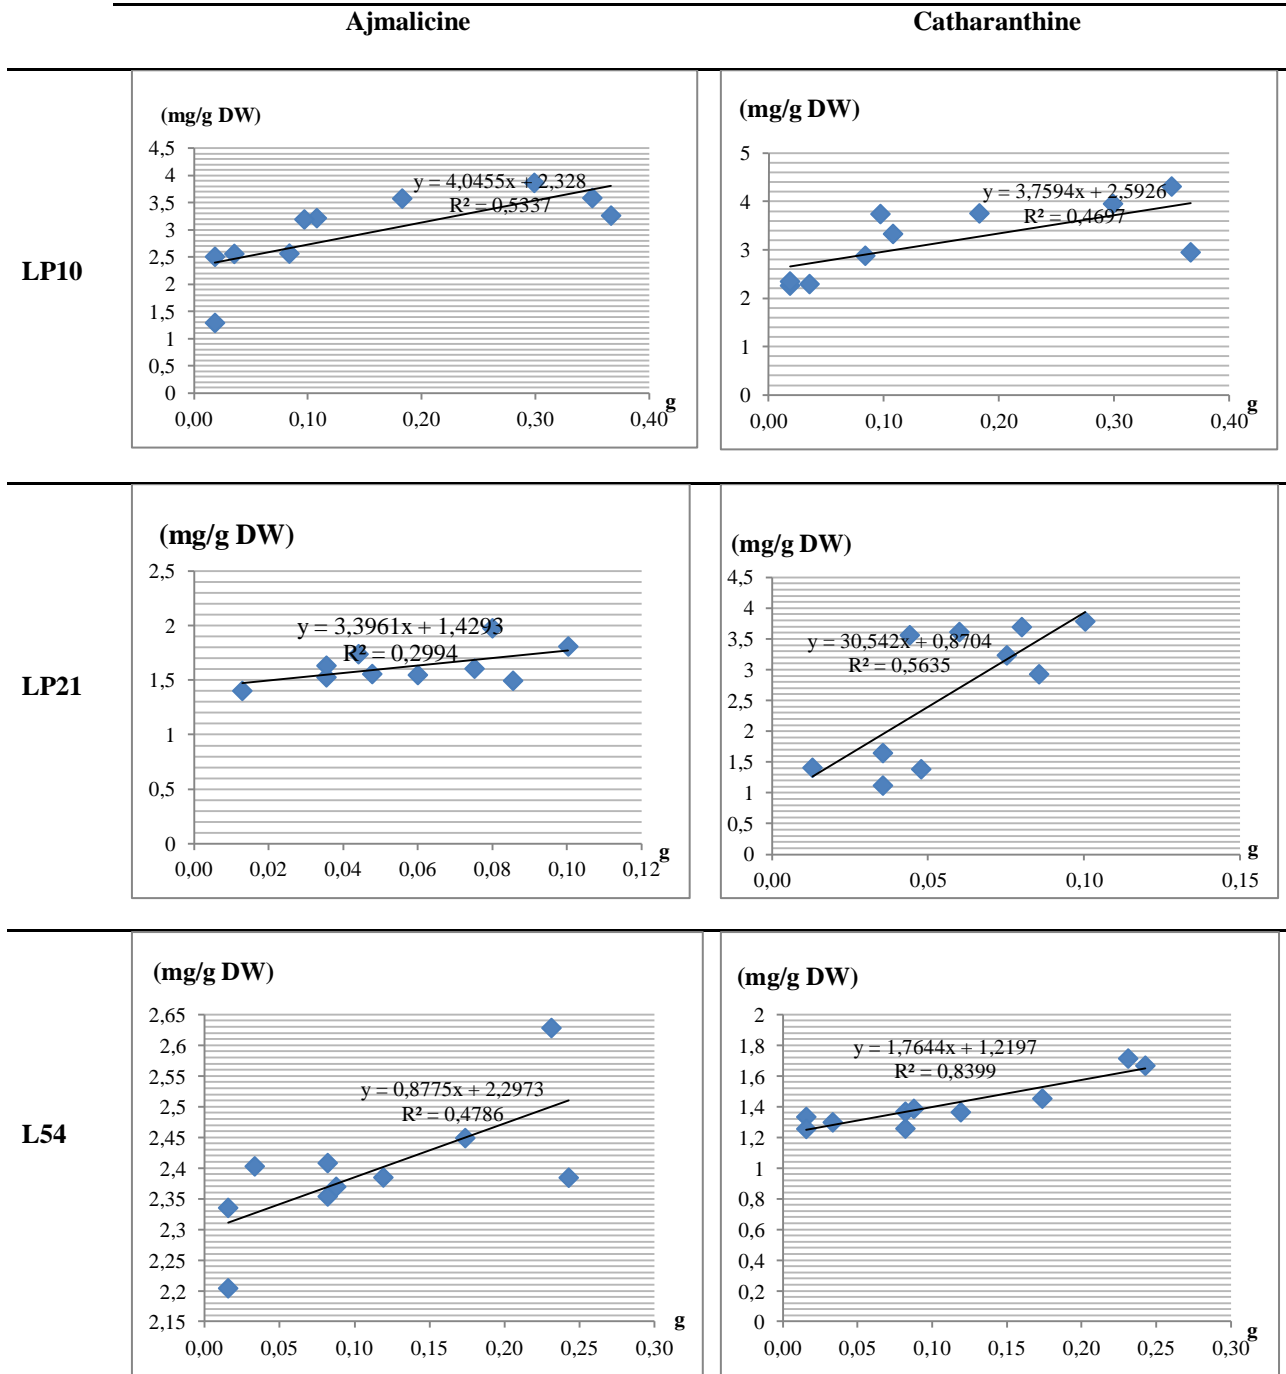 Ajmalicine Catharanthine
LP10
(mg/g DW)
4,5
4
3,5
3
2,5
2
1,5
1
0,5
0
y = 4,0455x + 2,328
R² = 0,5337
0,00 0,10 0,20 0,30 0,40
g
(mg/g DW)
5
4
3
2
1
0
y = 3,7594x + 2,5926
R² = 0,4697
0,00 0,10 0,20 0,30 0,40
g
LP21
(mg/g DW)
2,5
2
1,5
1
0,5
0
y = 3,3961x + 1,4293
R² = 0,2994
0,00 0,02 0,04 0,06 0,08 0,10 0,12
g
(mg/g DW)
4,5
4
3,5
3
2,5
2
1,5
1
0,5
0
y = 30,542x + 0,8704
R² = 0,5635
0,00 0,05 0,10 0,15
g
L54
(mg/g DW)
2,65
2,6
2,55
2,5
2,45
2,4
2,35
2,3
2,25
2,2
2,15
y = 0,8775x + 2,2973
R² = 0,4786
0,00 0,05 0,10 0,15 0,20 0,25 0,30
g
(mg/g DW)
2
1,8
1,6
1,4
1,2
1
0,8
0,6
0,4
0,2
0
y = 1,7644x + 1,2197
R² = 0,8399
0,00 0,05 0,10 0,15 0,20 0,25 0,30
g